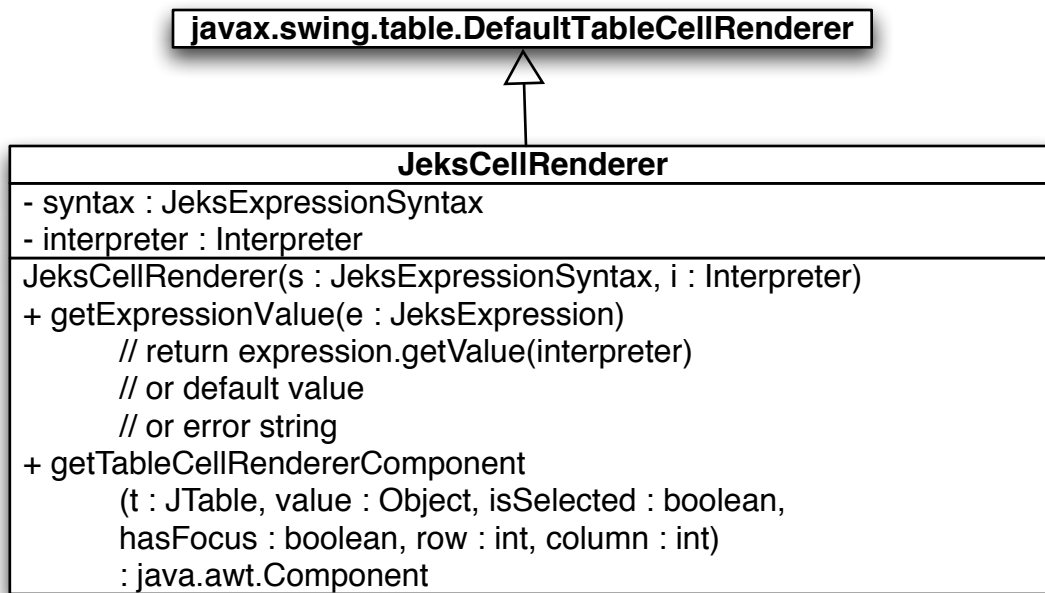 javax.swing.table.DefaultTableCellRenderer
JeksCellRenderer
- syntax : JeksExpressionSyntax
- interpreter : Interpreter
JeksCellRenderer(s : JeksExpressionSyntax, i : Interpreter)
+ getExpressionValue(e : JeksExpression)
// return expression.getValue(interpreter)
// or default value
// or error string
+ getTableCellRendererComponent
(t : JTable, value : Object, isSelected : boolean,
hasFocus : boolean, row : int, column : int)
: java.awt.Component